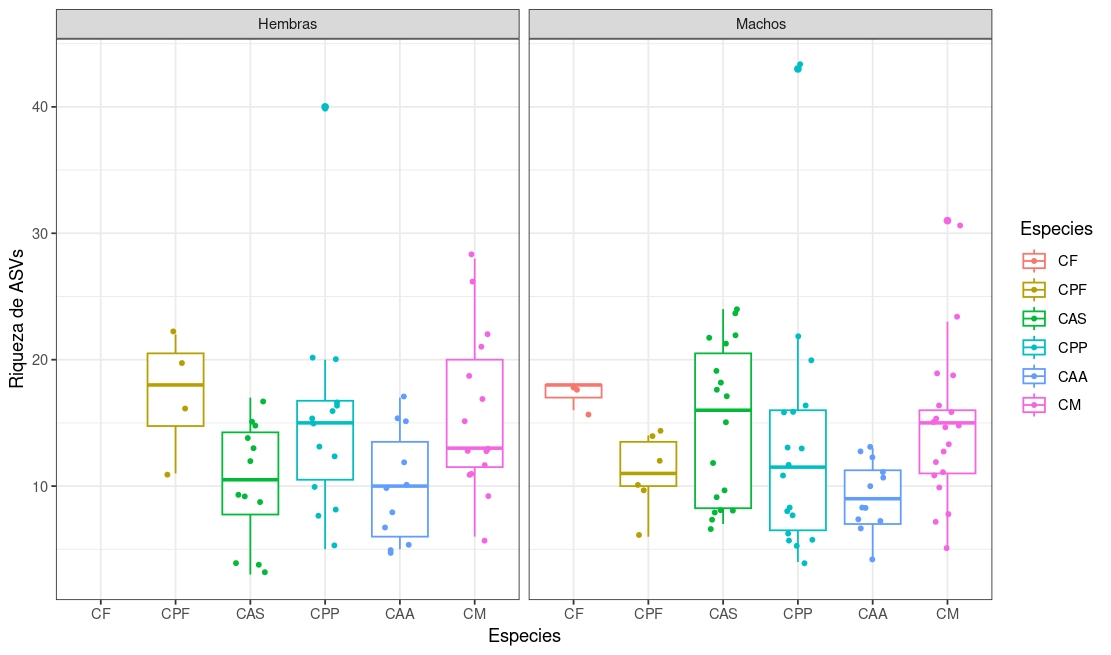 Hembras
Machos
Riqueza de ASVs
40
30
20
10
CF CPF CAS CPP CAA CM
CF CPF CAS CPP CAA CM
Especies
Especies
CF
CPF
CAS
CPP
CAA
CM